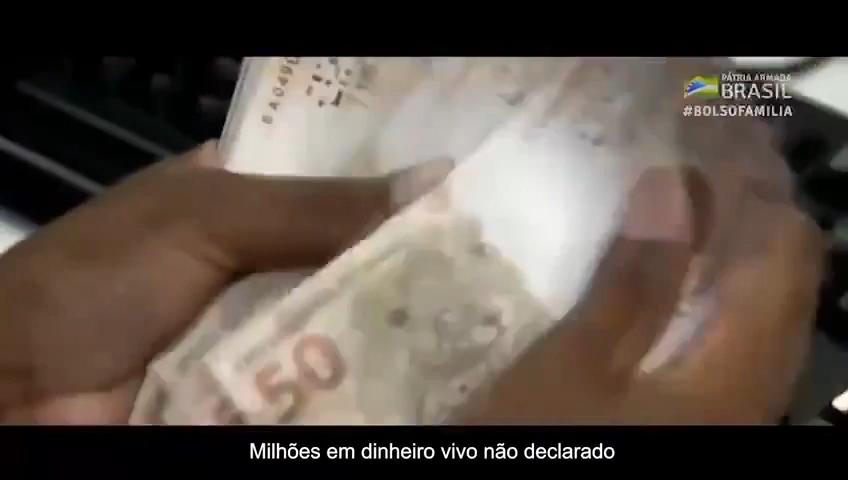 PÁTRIA ARMADA
BRASIL
#BOLSOFAMILIA
50
Milhões em dinheiro vivo não declarado